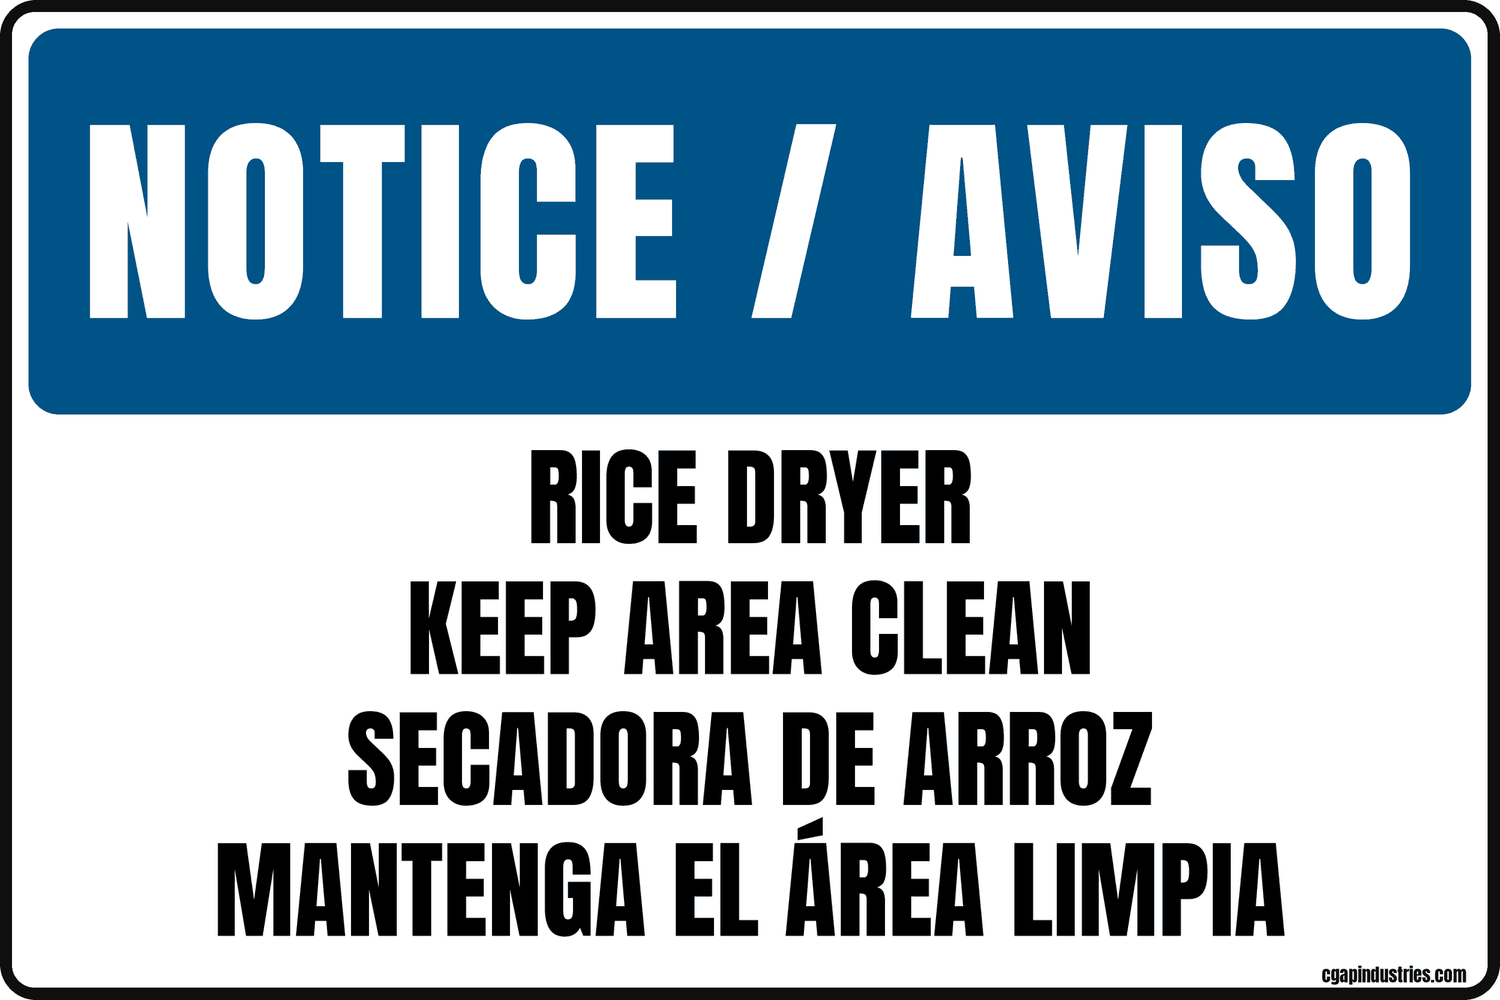 NOTICE / AVISO
RICE DRYER
KEEP AREA CLEAN
SECADORA DE ARROZ
MANTENGA EL ÁREA LIMPIA
cgapindustries.com